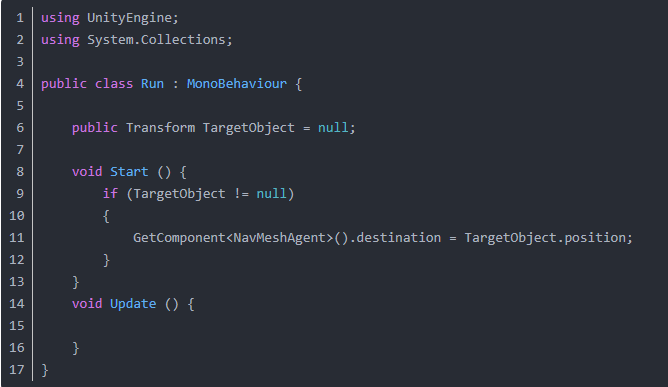 1 using UnityEngine;
2 using System.Collections;
3
4 public class Run : MonoBehaviour {
5
6     public Transform TargetObject = null;
7
8     void Start () {
9         if (TargetObject != null)
10         {
11             GetComponent<NavMeshAgent>().destination = TargetObject.position;
12         }
13     }
14     void Update () {
15
16     }
17 }